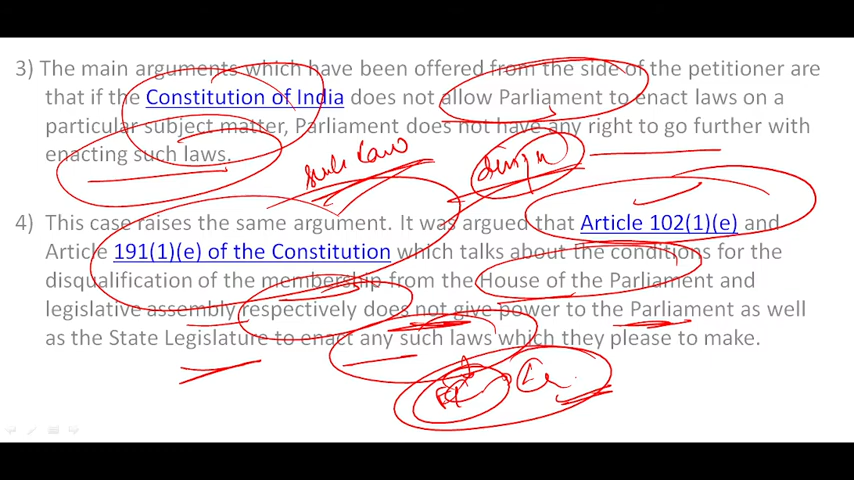 3) The main arguments which have been offered from the side of the petitioner are
that if the Constitution of India does not allow Parliament to enact laws on a
particular subject matter, Parliament does not have any right to go further with
enacting such laws.
such law
design
4) This case raises the same argument. It was argued that Article 102(1)(e) and
Article 191(1)(e) of the Constitution which talks about the conditions for the
disqualification of the membership from the House of the Parliament and
legislative assembly respectively does not give power to the Parliament as well
as the State Legislature to enact any such laws which they please to make.